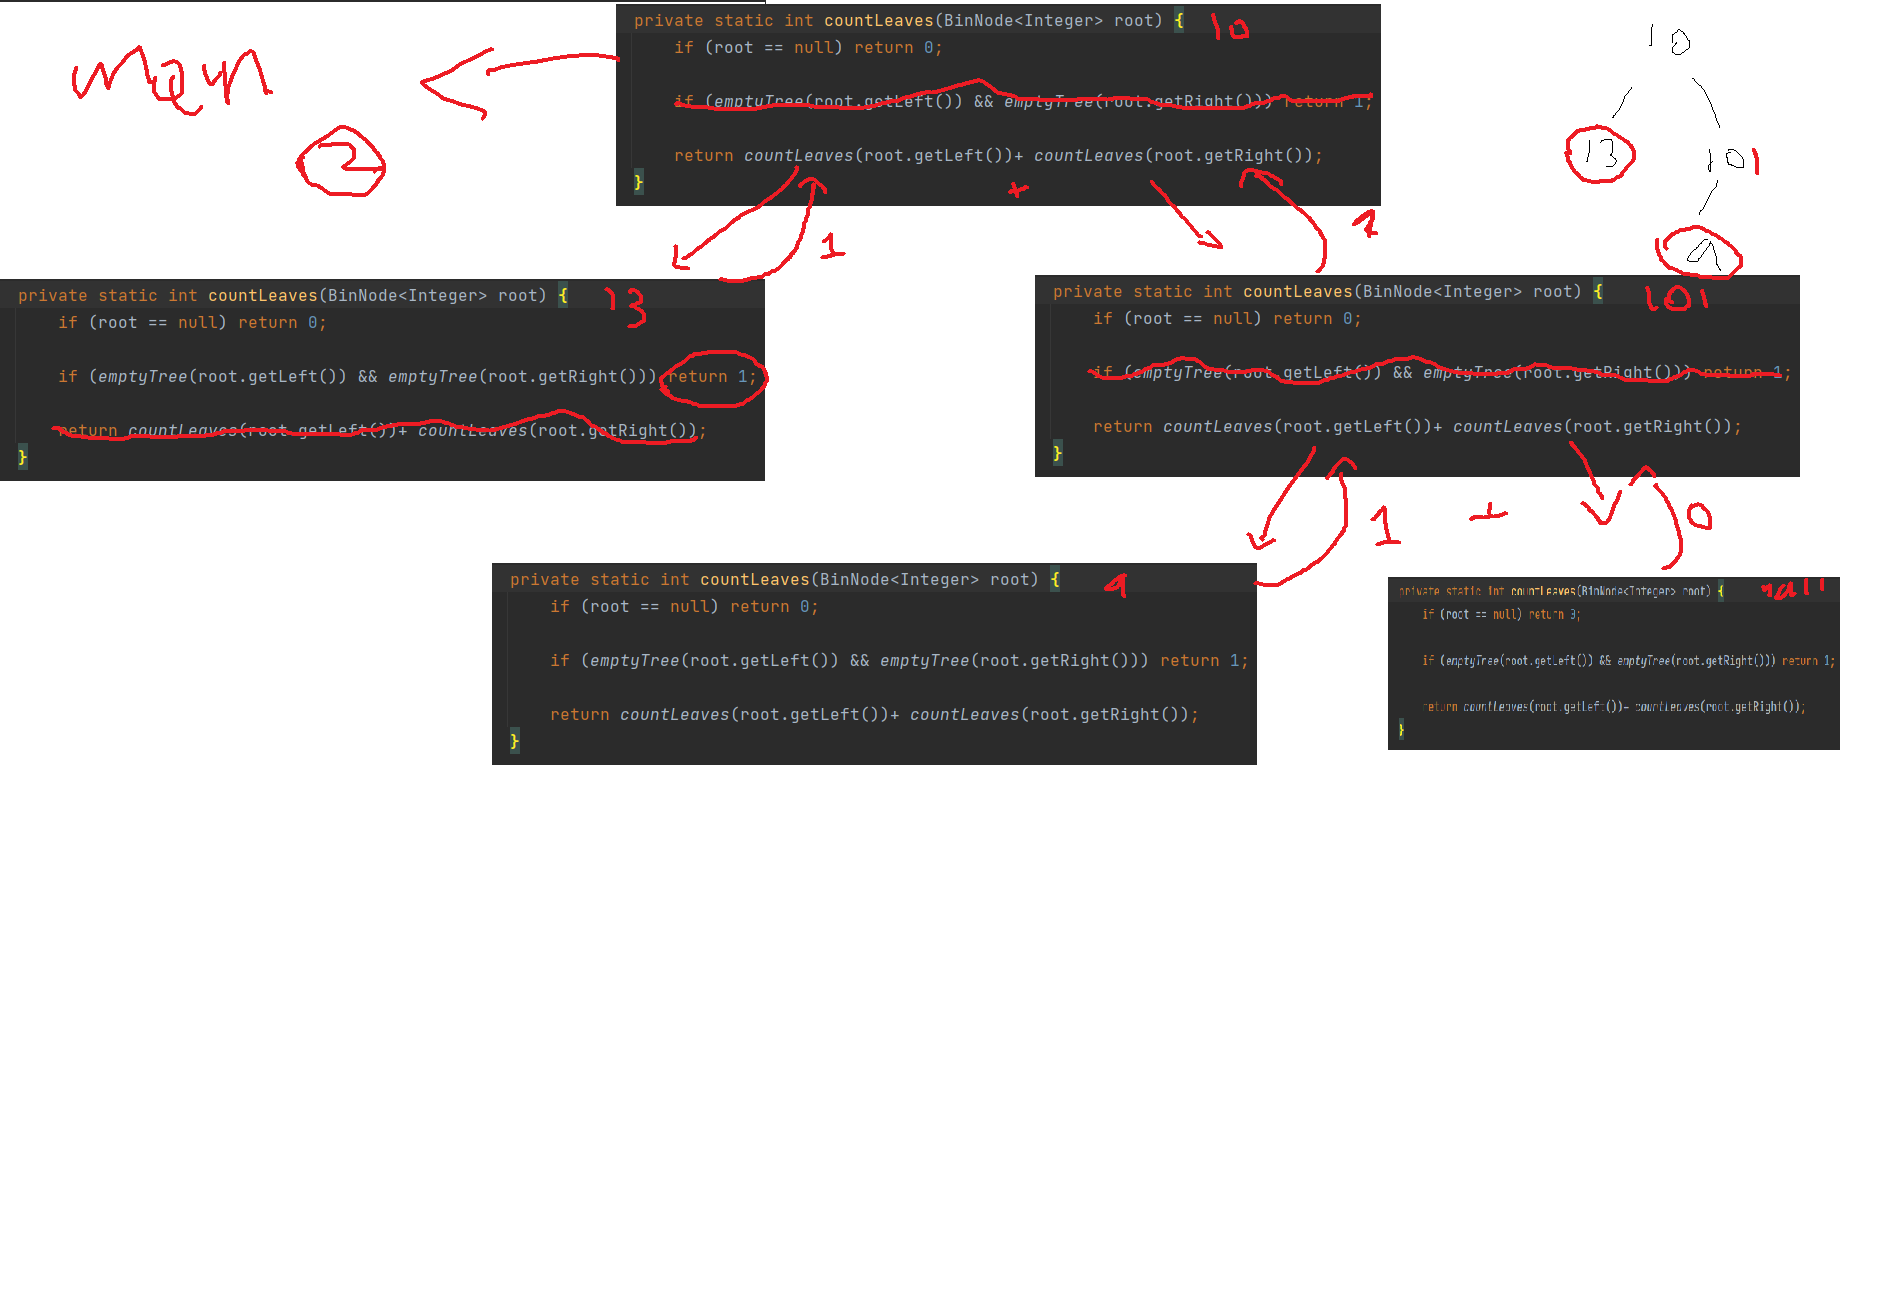 private static int countLeaves(BinNode<Integer> root) { 10
if (root == null) return 0;
if (emptyTree(root.getLeft()) && emptyTree(root.getRight())) return 1;
return countLeaves(root.getLeft())+ countLeaves(root.getRight());
}
main
2
+
1
1
10
13
101
9
private static int countLeaves(BinNode<Integer> root) { 13
if (root == null) return 0;
if (emptyTree(root.getLeft()) && emptyTree(root.getRight())) return 1;
return countLeaves(root.getLeft())+ countLeaves(root.getRight());
}
private static int countLeaves(BinNode<Integer> root) { 101
if (root == null) return 0;
if (emptyTree(root.getLeft()) && emptyTree(root.getRight())) return 1;
return countLeaves(root.getLeft())+ countLeaves(root.getRight());
}
1 + 0
private static int countLeaves(BinNode<Integer> root) { 9
if (root == null) return 0;
if (emptyTree(root.getLeft()) && emptyTree(root.getRight())) return 1;
return countLeaves(root.getLeft())+ countLeaves(root.getRight());
}
private static int countLeaves(BinNode<Integer> root) { null
if (root == null) return 0;
if (emptyTree(root.getLeft()) && emptyTree(root.getRight())) return 1;
return countLeaves(root.getLeft())+ countLeaves(root.getRight());
}